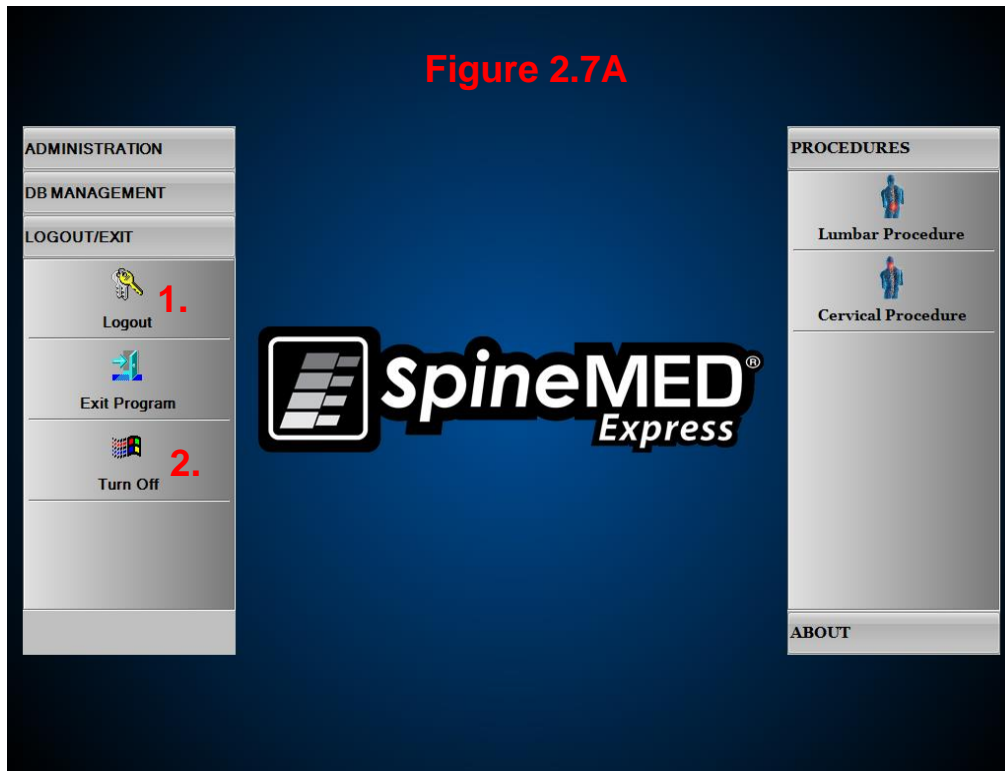 Figure 2.7A
ADMINISTRATION
DB MANAGEMENT
LOGOUT/EXIT
1.
Logout
Exit Program
2.
Turn Off
SpineMED®
Express
PROCEDURES
Lumbar Procedure
Cervical Procedure
ABOUT